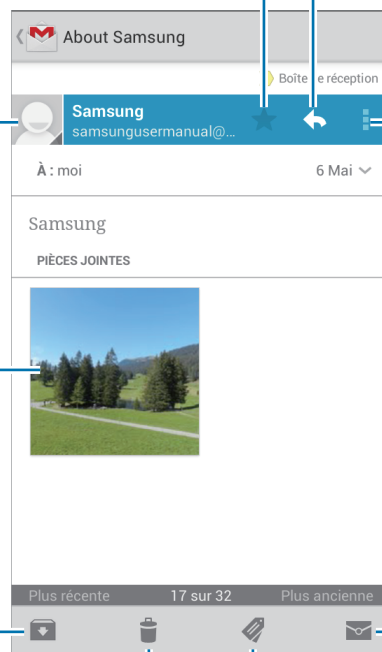 About Samsung
Boîte de réception
Samsung
samsungusermanual@...
À : moi
6 Mai
Samsung
PIÈCES JOINTES
Plus récente
17 sur 32
Plus ancienne